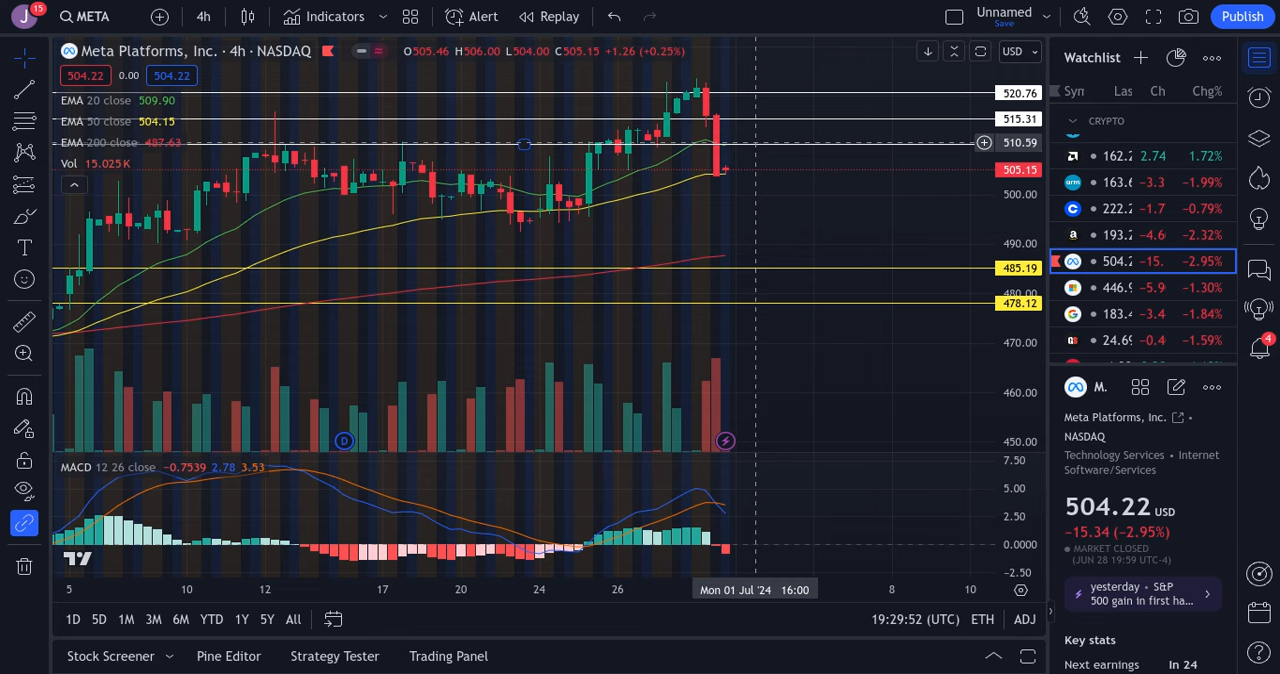 J
15
META
4h
Indicators
Alert
Replay
Unnamed
Save
Publish
Meta Platforms, Inc. · 4h · NASDAQ
O505.46 H506.00 L504.00 C505.15 +1.26 (+0.25%)
USD
504.22 0.00 504.22
EMA 20 close 509.90
EMA 50 close 504.15
EMA 200 close 487.63
Vol 15.025 K
520.76
515.31
510.59
505.15
500.00
490.00
485.19
480.00
478.12
470.00
460.00
450.00
D
MACD 12 26 close −0.7539 2.78 3.53
7.50
5.00
2.50
0.0000
−2.50
5 10 12 17 20 24 26 Mon 01 Jul '24 16:00 8 10
1D 5D 1M 3M 6M YTD 1Y 5Y All
19:29:52 (UTC) ETH ADJ
Stock Screener Pine Editor Strategy Tester Trading Panel
Watchlist
Ch Chg%
CRYPTO
162.2 2.74 1.72%
163.6 −3.3 −1.99%
222.2 −1.7 −0.79%
193.2 −4.6 −2.32%
504.2 −15. −2.95%
446.9 −5.9 −1.30%
183.4 −3.4 −1.84%
24.69 −0.4 −1.59%
M.
Meta Platforms, Inc. •
NASDAQ
Technology Services • Internet
Software/Services
504.22 USD
−15.34 (−2.95%)
MARKET CLOSED
(JUN 28 19:59 UTC-4)
yesterday • S&P
500 gain in first ha...
Key stats
Next earnings In 24
4